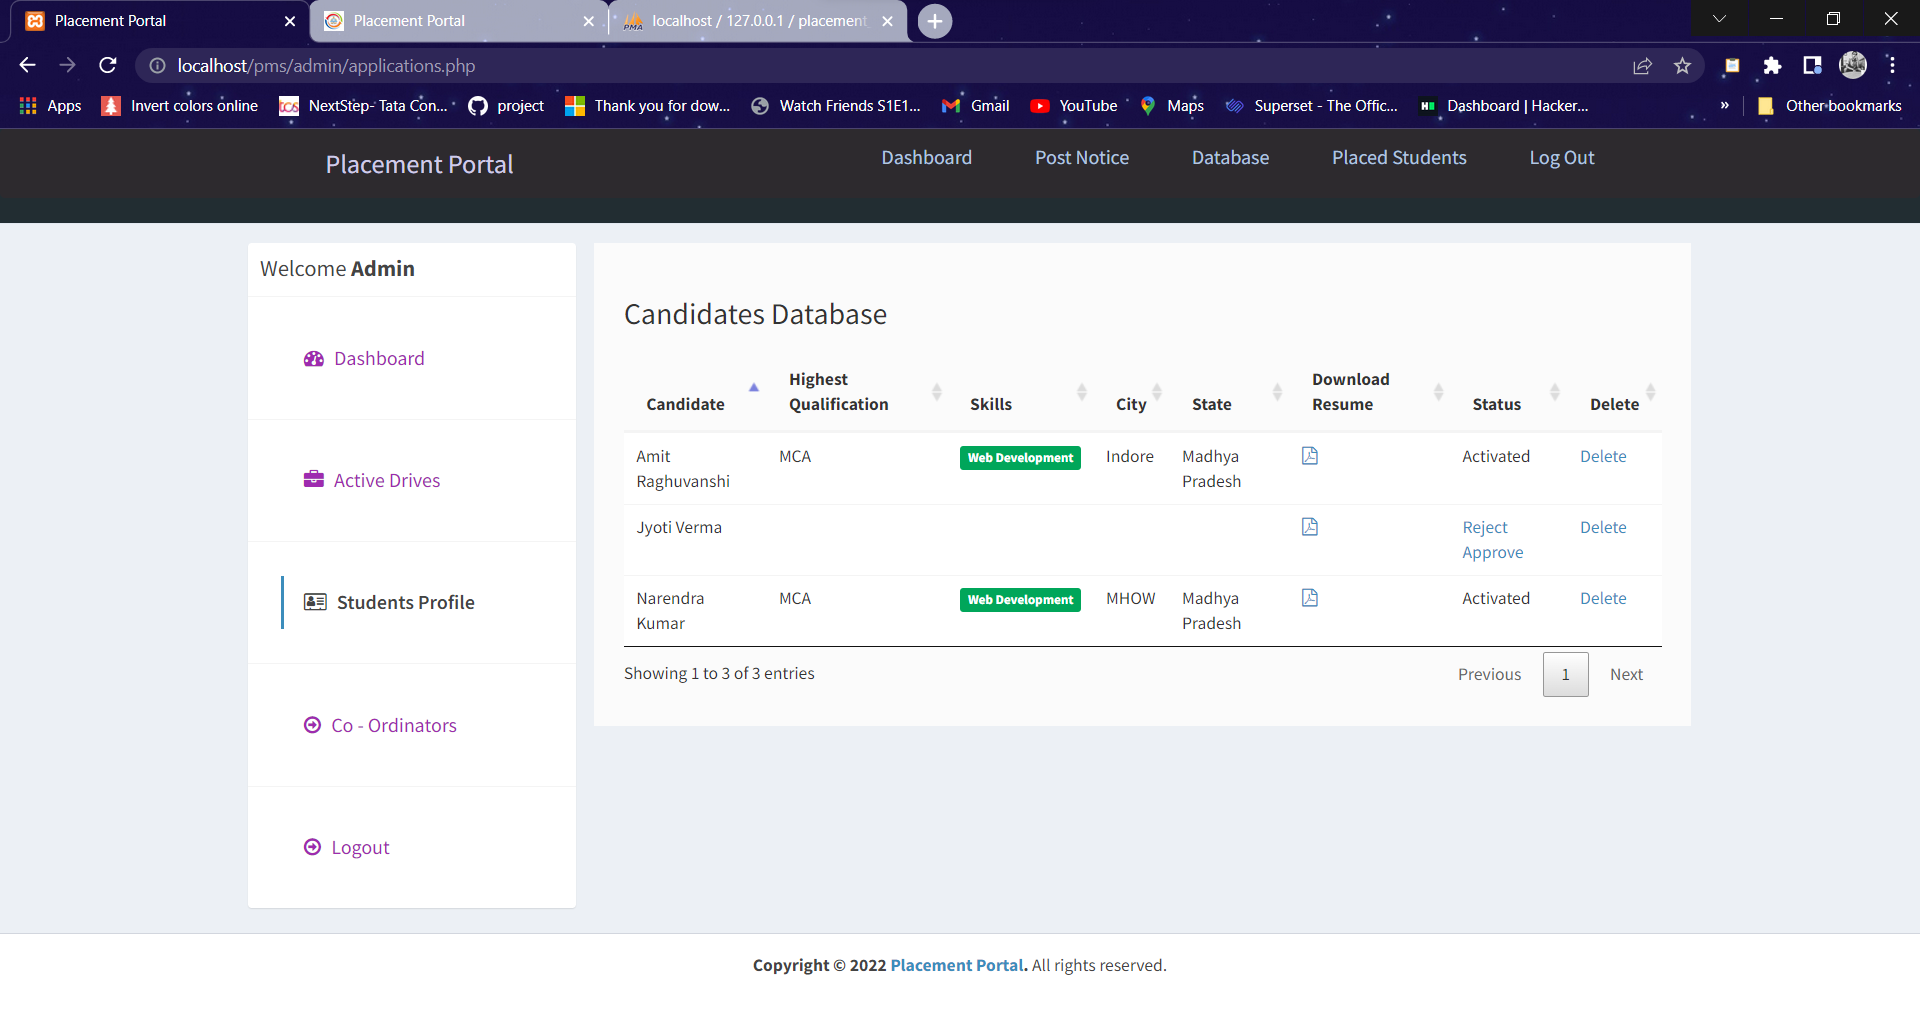 Placement Portal
Placement Portal
PMA localhost / 127.0.0.1 / placement
localhost/pms/admin/applications.php
Apps
Invert colors online
tcs NextStep- Tata Con...
project
Thank you for dow...
Watch Friends S1E1...
Gmail
YouTube
Maps
Superset - The Offic...
Dashboard | Hacker...
»
Other bookmarks
Placement Portal
Dashboard
Post Notice
Database
Placed Students
Log Out
Welcome Admin
Dashboard
Active Drives
Students Profile
Co - Ordinators
Logout
Candidates Database
Candidate
Highest
Qualification
Skills
City
State
Download
Resume
Status
Delete
Amit
Raghuvanshi
MCA
Web Development
Indore
Madhya
Pradesh
Activated
Delete
Jyoti Verma
Reject
Approve
Delete
Narendra
Kumar
MCA
Web Development
MHOW
Madhya
Pradesh
Activated
Delete
Showing 1 to 3 of 3 entries
Previous
1
Next
Copyright © 2022 Placement Portal. All rights reserved.